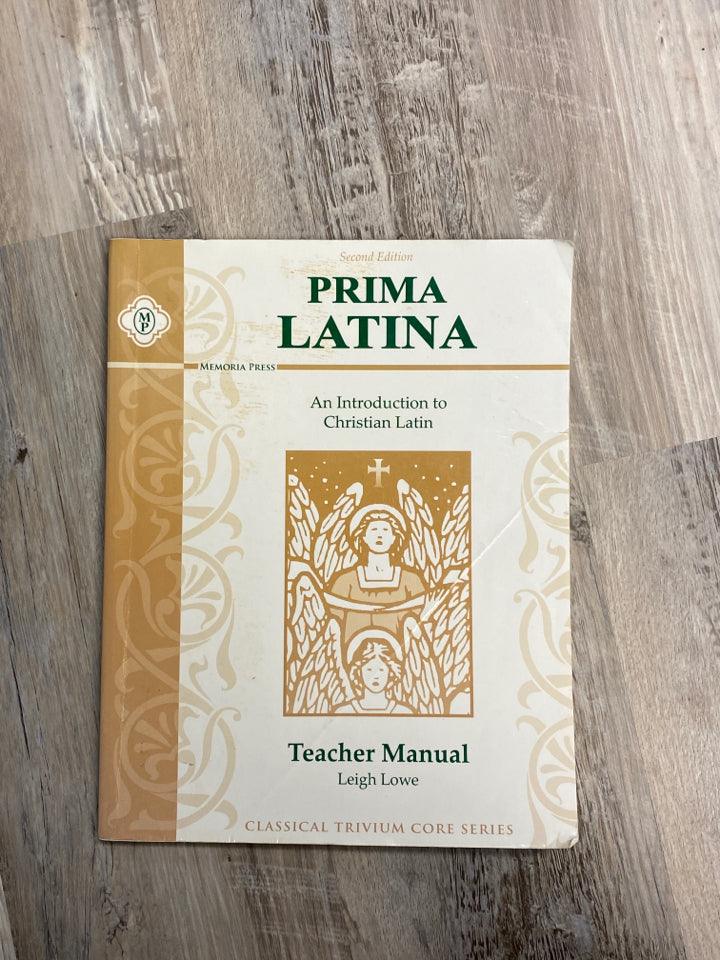 Second Edition
PRIMA
LATINA
M
P
MEMORIA PRESS
An Introduction to
Christian Latin
Teacher Manual
Leigh Lowe
CLASSICAL TRIVIUM CORE SERIES